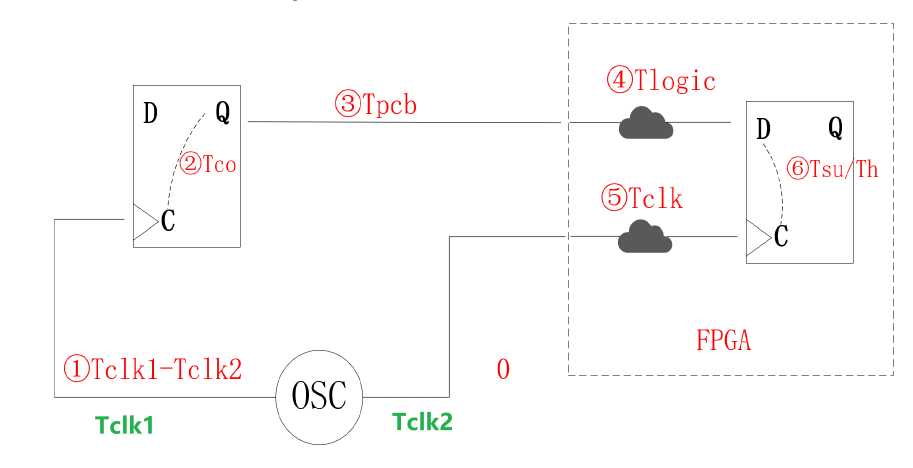 ④Tlogic
③Tpcb
D Q
D Q
②Tco
⑥Tsu/Th
⑤Tclk
C
C
FPGA
①Tclk1-Tclk2
0
OSC
Tclk1
Tclk2